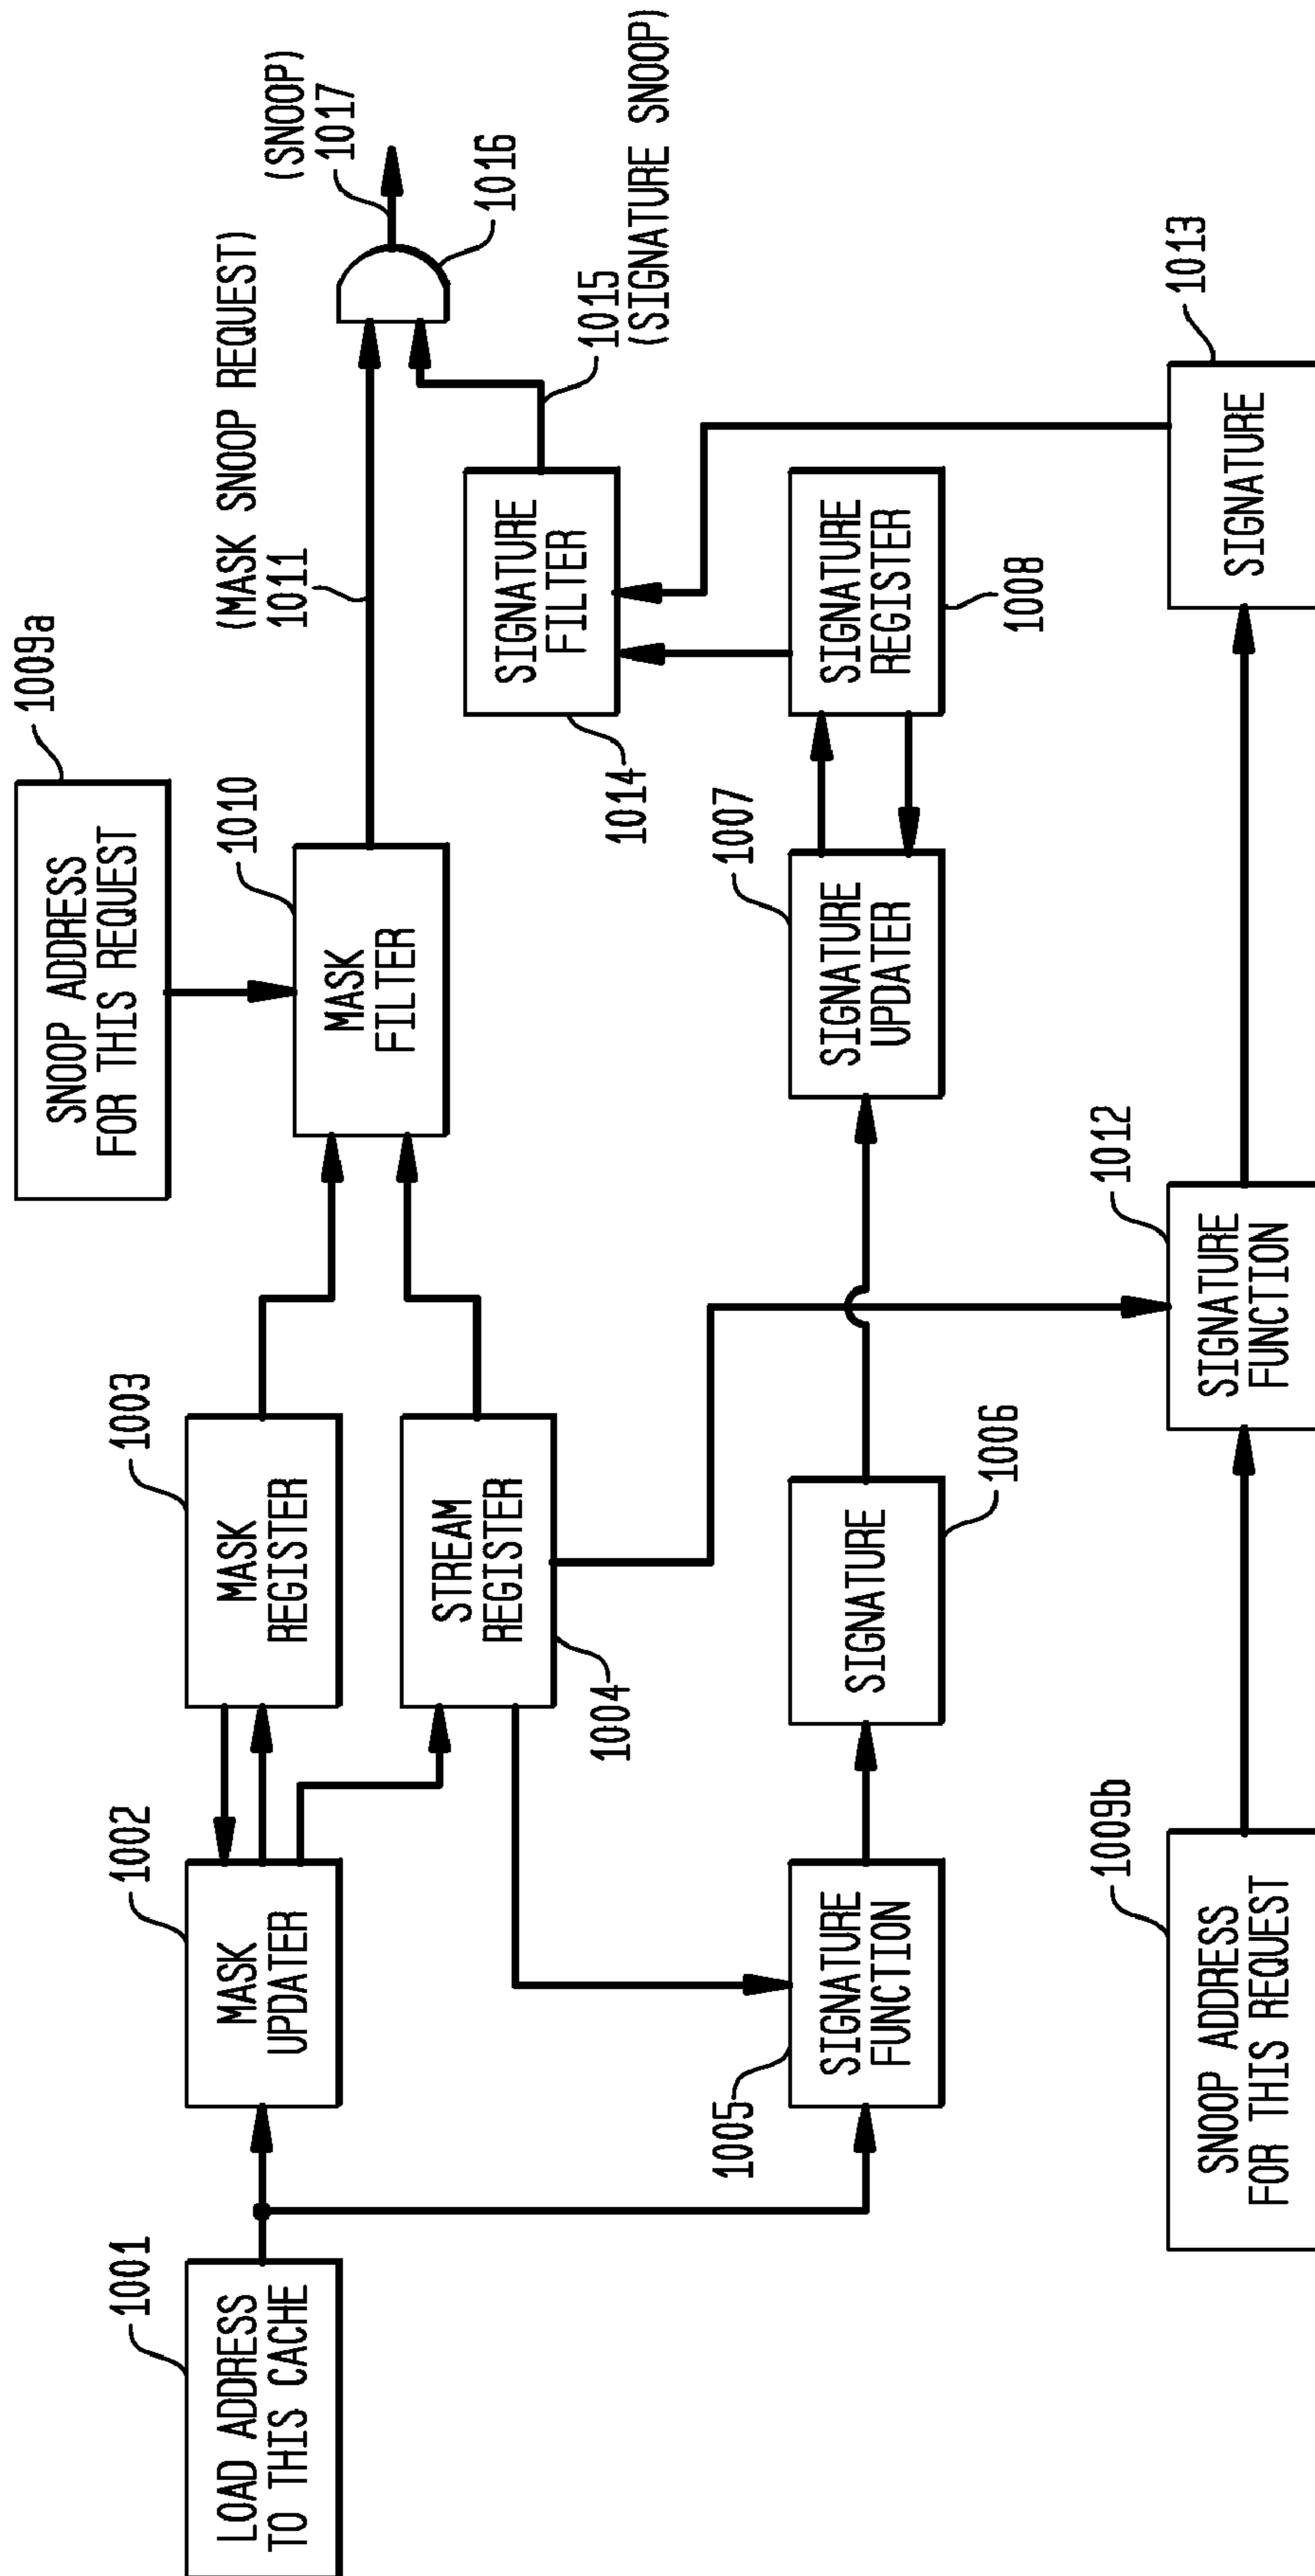 1001
LOAD ADDRESS
TO THIS CACHE
1002
MASK
UPDATER
1003
MASK
REGISTER
STREAM
REGISTER
1004
SNOOP ADDRESS
FOR THIS REQUEST
1009a
MASK
FILTER
1010
(MASK SNOOP REQUEST)
1011
(SNOOP)
1017
1016
1015
(SIGNATURE SNOOP)
SIGNATURE
FILTER
1014
1005
SIGNATURE
FUNCTION
SIGNATURE
1006
1007
SIGNATURE
UPDATER
SIGNATURE
REGISTER
1008
1009b
SNOOP ADDRESS
FOR THIS REQUEST
1012
SIGNATURE
FUNCTION
1013
SIGNATURE